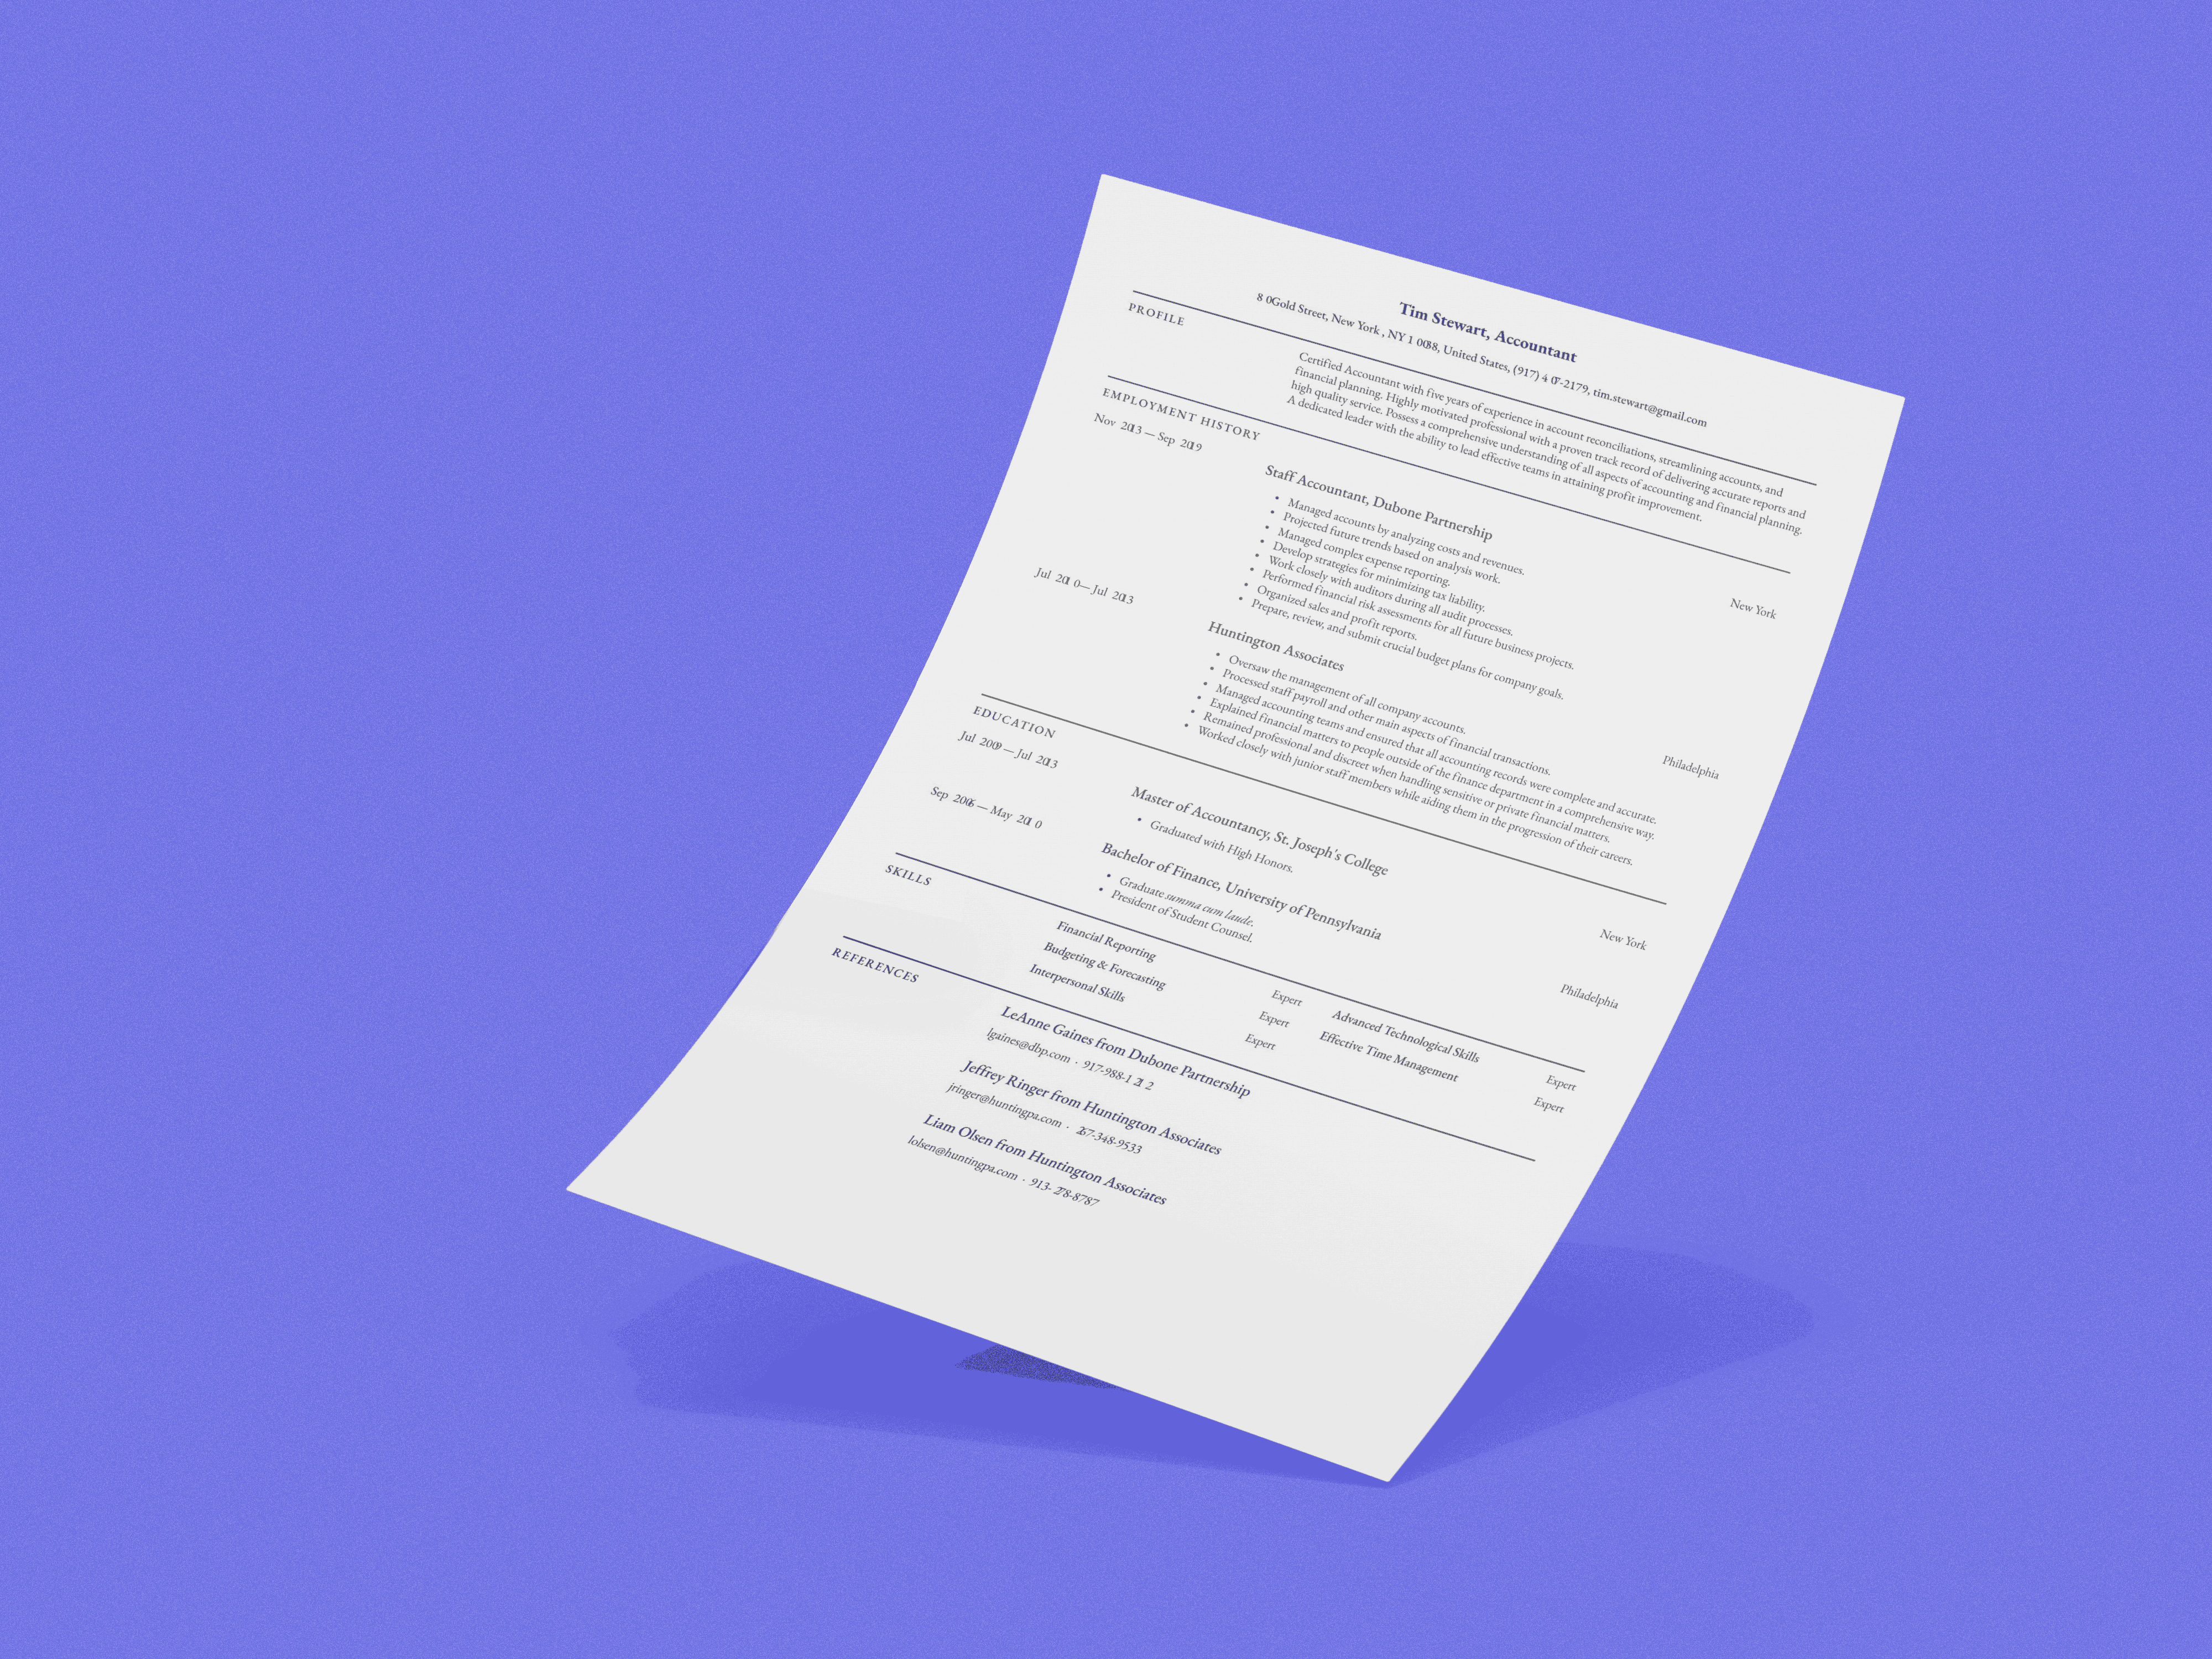 Tim Stewart, Accountant
8 0Gold Street, New York , NY 1 0038, United States, (917) 4 07-2179, tim.stewart@gmail.com
PROFILE
Certified Accountant with five years of experience in account reconciliations, streamlining accounts, and
financial planning. Highly motivated professional with a proven track record of delivering accurate reports and
high quality service. Possess a comprehensive understanding of all aspects of accounting and financial planning.
A dedicated leader with the ability to lead effective teams in attaining profit improvement.
EMPLOYMENT HISTORY
Nov 2013 — Sep 2019
Staff Accountant, Dubone Partnership
New York
• Managed accounts by analyzing costs and revenues.
• Projected future trends based on analysis work.
• Managed complex expense reporting.
• Develop strategies for minimizing tax liability.
• Work closely with auditors during all audit processes.
• Performed financial risk assessments for all future business projects.
• Organized sales and profit reports.
• Prepare, review, and submit crucial budget plans for company goals.
Jul 201 0— Jul 2013
Huntington Associates
Philadelphia
• Oversaw the management of all company accounts.
• Processed staff payroll and other main aspects of financial transactions.
• Managed accounting teams and ensured that all accounting records were complete and accurate.
• Explained financial matters to people outside of the finance department in a comprehensive way.
• Remained professional and discreet when handling sensitive or private financial matters.
• Worked closely with junior staff members while aiding them in the progression of their careers.
EDUCATION
Jul 2009 — Jul 2013
Master of Accountancy, St. Joseph's College
New York
• Graduated with High Honors.
Sep — May 201 0
Bachelor of Finance, University of Pennsylvania
Philadelphia
• Graduate summa cum laude.
• President of Student Counsel.
SKILLS
Financial Reporting Expert Advanced Technological Skills Expert
Budgeting & Forecasting Expert Effective Time Management Expert
Interpersonal Skills Expert
REFERENCES
LeAnne Gaines from Dubone Partnership
lgaines@dbp.com · 917-988-1 21 2
Jeffrey Ringer from Huntington Associates
jringer@huntingpa.com · 267-348-9533
Liam Olsen from Huntington Associates
lolsen@huntingpa.com · 913- 278-8787